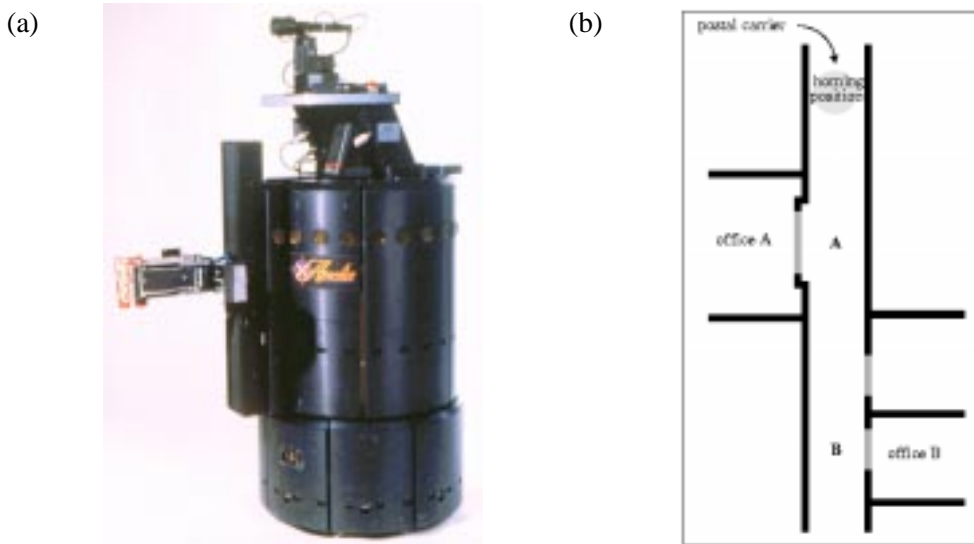 (a)
(b)
postal carrier
homing
position
office A
A
B
office B